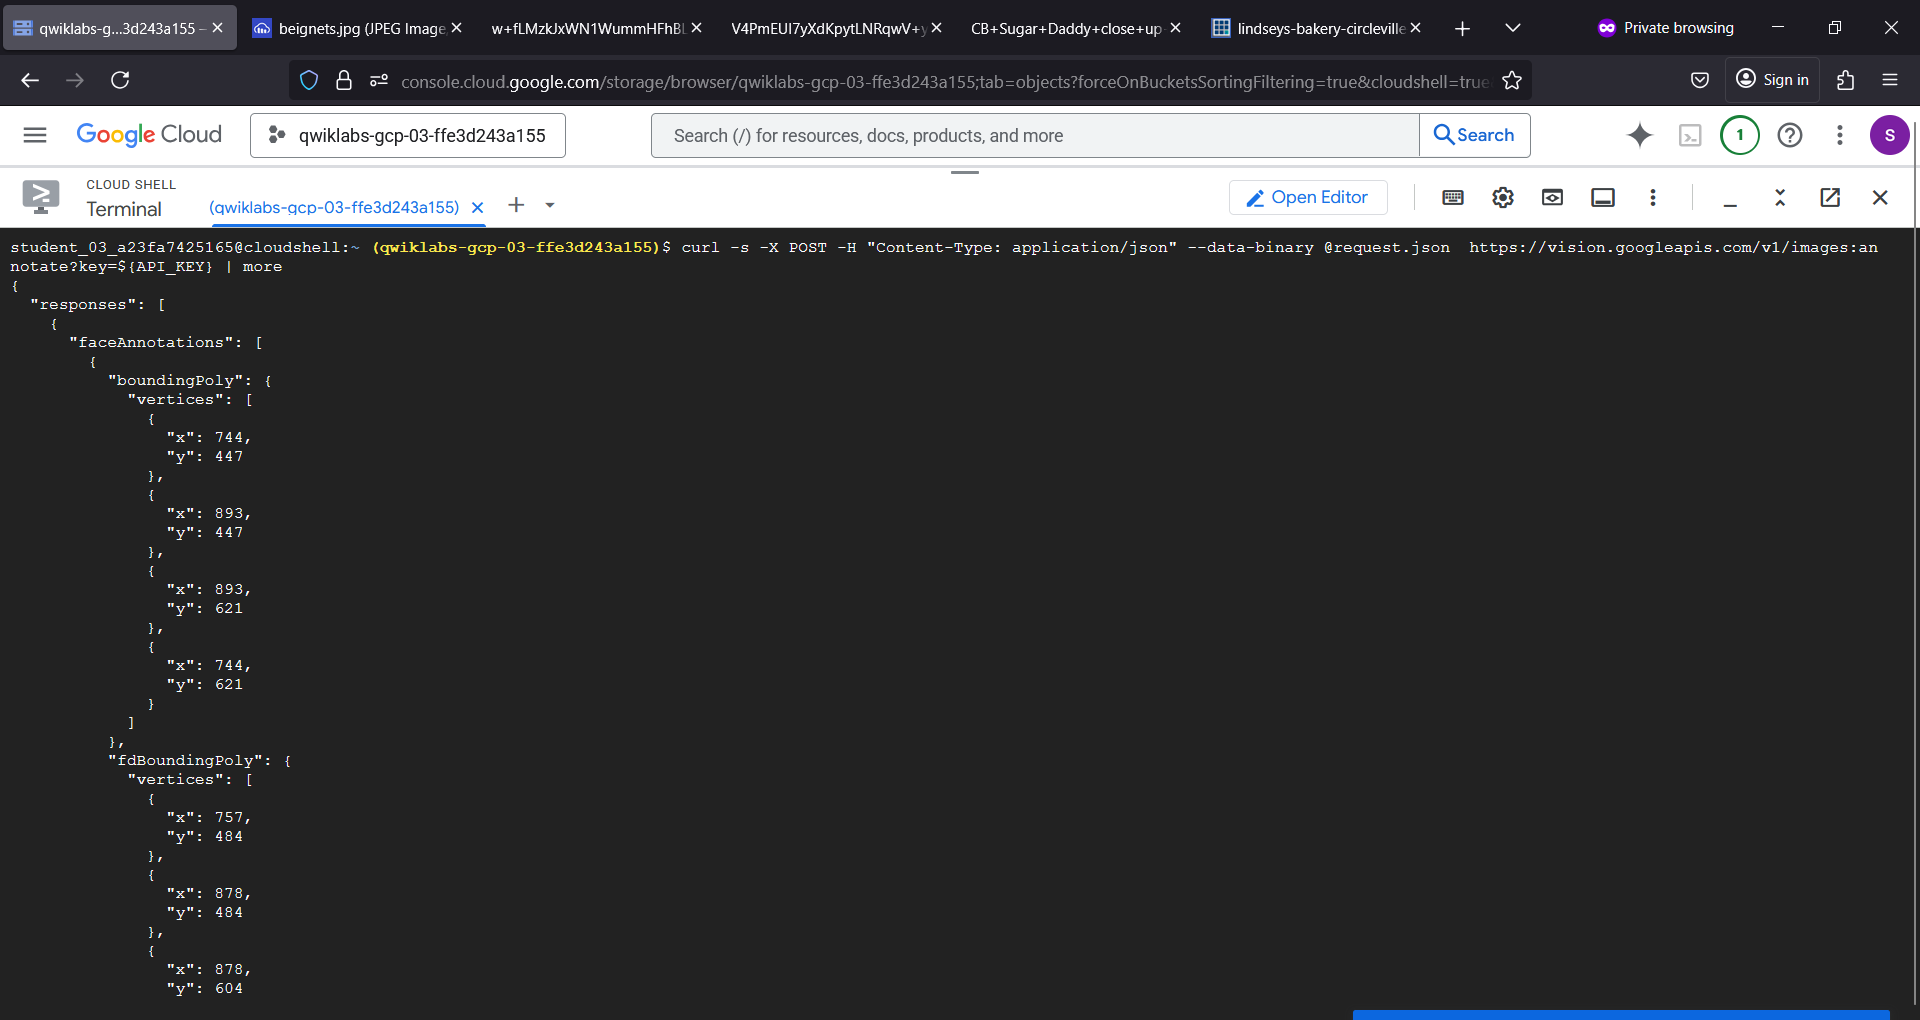 qwiklabs-g...3d243a155 –
beignets.jpg (JPEG Image,
w+fLMzkJxWN1WummHFhBL
V4PmEUI7yXdKpytLNRqwV+y
CB+Sugar+Daddy+close+up
lindseys-bakery-circleville
Private browsing
console.cloud.google.com/storage/browser/qwiklabs-gcp-03-ffe3d243a155;tab=objects?forceOnBucketsSortingFiltering=true&cloudshell=true
Sign in
Google Cloud
qwiklabs-gcp-03-ffe3d243a155
Search (/) for resources, docs, products, and more
Search
1
S
CLOUD SHELL
Terminal
(qwiklabs-gcp-03-ffe3d243a155)
Open Editor
student_03_a23fa7425165@cloudshell:~ (qwiklabs-gcp-03-ffe3d243a155)$ curl -s -X POST -H "Content-Type: application/json" --data-binary @request.json  https://vision.googleapis.com/v1/images:an
notate?key=${API_KEY} | more
{
  "responses": [
    {
      "faceAnnotations": [
        {
          "boundingPoly": {
            "vertices": [
              {
                "x": 744,
                "y": 447
              },
              {
                "x": 893,
                "y": 447
              },
              {
                "x": 893,
                "y": 621
              },
              {
                "x": 744,
                "y": 621
              }
            ]
          },
          "fdBoundingPoly": {
            "vertices": [
              {
                "x": 757,
                "y": 484
              },
              {
                "x": 878,
                "y": 484
              },
              {
                "x": 878,
                "y": 604